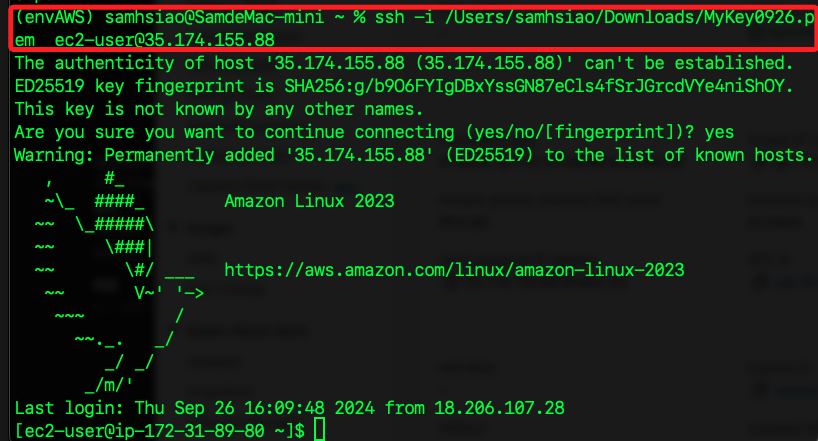 (envAWS) samhsiao@SamdeMac-mini ~ % ssh -i /Users/samhsiao/Downloads/MyKey0926.p
em  ec2-user@35.174.155.88
The authenticity of host '35.174.155.88 (35.174.155.88)' can't be established.
ED25519 key fingerprint is SHA256:g/b9O6FYIgDBxYssGN87eCls4fSrJGrcdVYe4niShOY.
This key is not known by any other names.
Are you sure you want to continue connecting (yes/no/[fingerprint])? yes
Warning: Permanently added '35.174.155.88' (ED25519) to the list of known hosts.
   ,     #_
   ~\_  ####_        Amazon Linux 2023
  ~~  \_#####\
  ~~     \###|
  ~~       \#/ ___   https://aws.amazon.com/linux/amazon-linux-2023
   ~~       V~' '->
    ~~~         /
      ~~._.   _/
         _/ _/
       _/m/'
Last login: Thu Sep 26 16:09:48 2024 from 18.206.107.28
[ec2-user@ip-172-31-89-80 ~]$